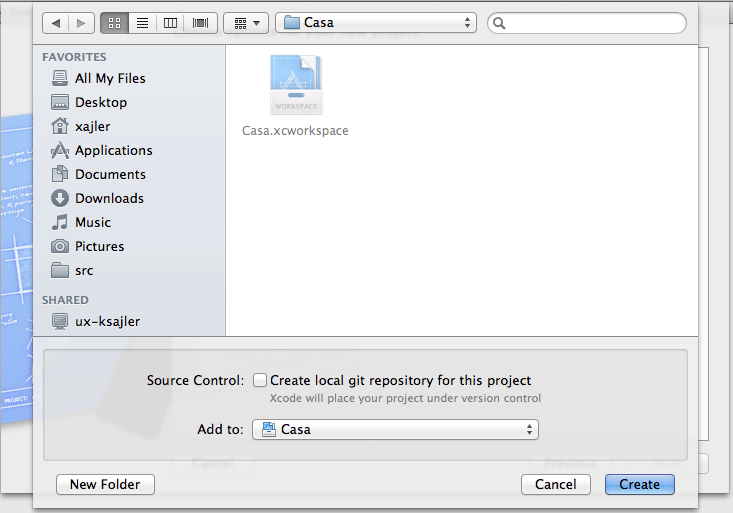 Casa
FAVORITES
All My Files
Desktop
xajler
Applications
Documents
Downloads
Music
Pictures
src
SHARED
ux-ksajler
WORKSPACE
Casa.xcworkspace
Source Control: Create local git repository for this project
Xcode will place your project under version control
Add to: Casa
Cancel
Previous
New Folder
Cancel
Create